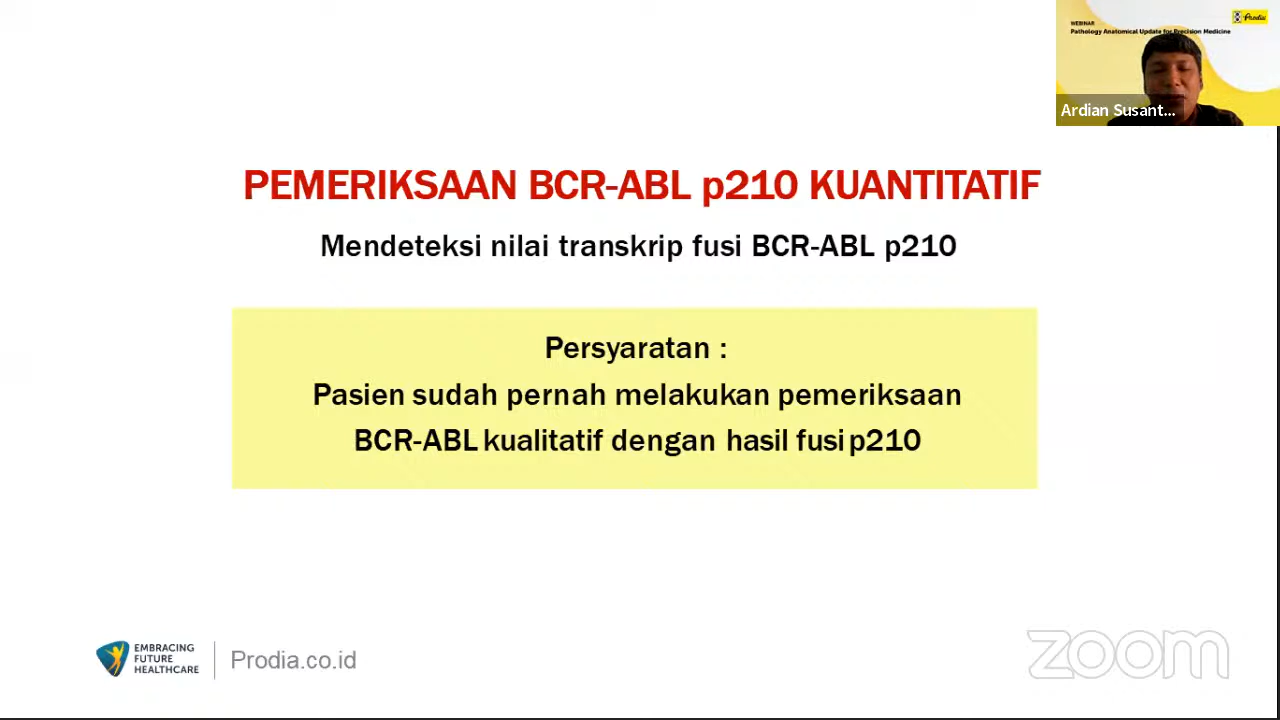 WEBINAR
Pathology Anatomical Update for Precision Medicine
Prodia
Ardian Susant...
PEMERIKSAAN BCR-ABL p210 KUANTITATIF
Mendeteksi nilai transkrip fusi BCR-ABL p210
Persyaratan :
Pasien sudah pernah melakukan pemeriksaan
BCR-ABL kualitatif dengan hasil fusi p210
EMBRACING
FUTURE
HEALTHCARE
Prodia.co.id
zoom